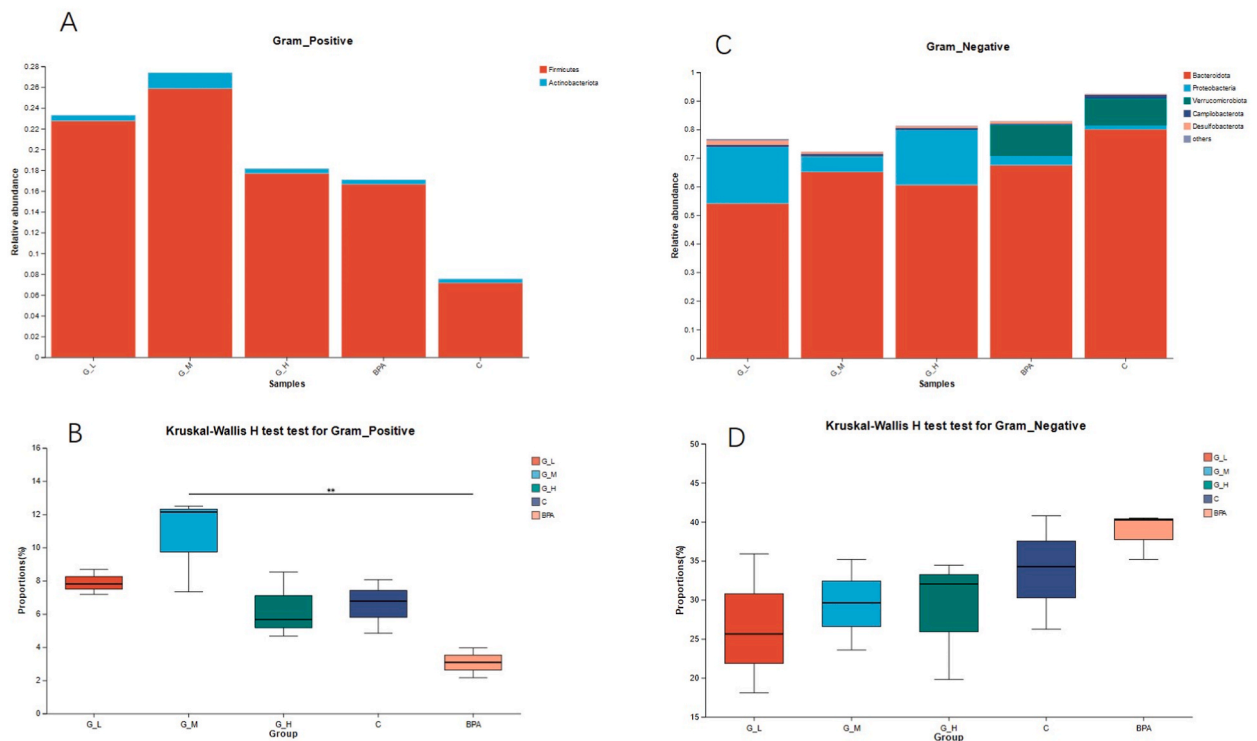 A
Gram_Positive
Relative abundance
0.28
0.26
0.24
0.22
0.2
0.18
0.16
0.14
0.12
0.1
0.08
0.06
0.04
0.02
0
G_L
G_M
G_H
BPA
C
Samples
Firmicutes
Actinobacteriota
C
Gram_Negative
Relative abundance
1
0.9
0.8
0.7
0.6
0.5
0.4
0.3
0.2
0.1
0
G_L
G_M
G_H
BPA
C
Samples
Bacteroidota
Proteobacteria
Verrucomicrobiota
Campilobacterota
Desulfobacterota
others
B
Kruskal-Wallis H test test for Gram_Positive
Proportions(%)
16
14
12
10
8
6
4
2
0
**
G_L
G_M
G_H
C
BPA
Group
G_L
G_M
G_H
C
BPA
D
Kruskal-Wallis H test test for Gram_Negative
Proportions(%)
50
45
40
35
30
25
20
15
G_L
G_M
G_H
C
BPA
Group
G_L
G_M
G_H
C
BPA